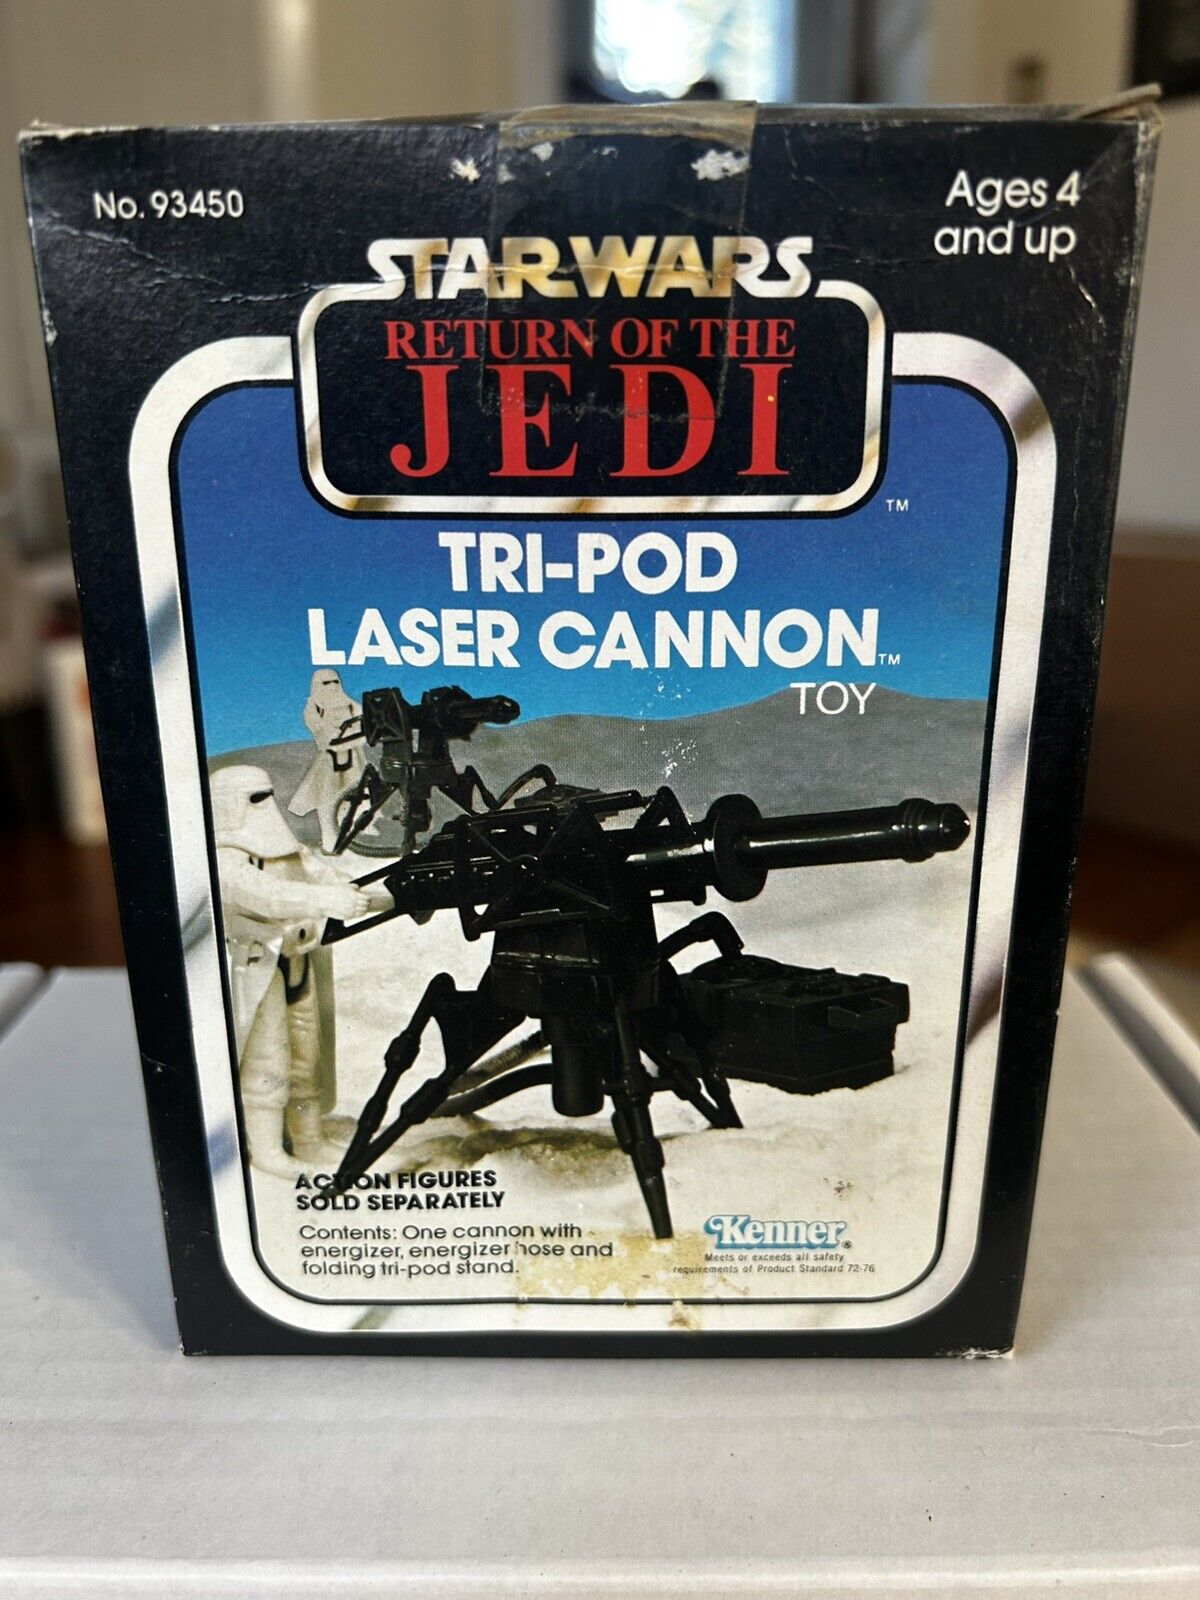 No. 93450
Ages 4
and up
STAR WARS
RETURN OF THE
JEDI
™
TRI-POD
LASER CANNON™
TOY
ACTION FIGURES
SOLD SEPARATELY
Contents: One cannon with
energizer, energizer hose and
folding tri-pod stand.
Kenner®
Meets or exceeds all safety
requirements of Product Standard 72-76